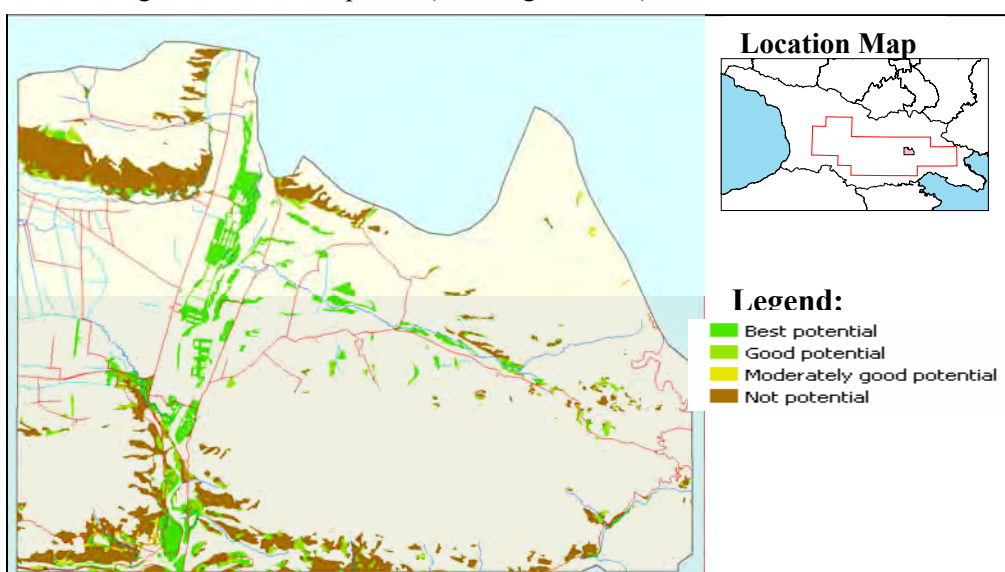 Location Map
Legend:
Best potential
Good potential
Moderately good potential
Not potential